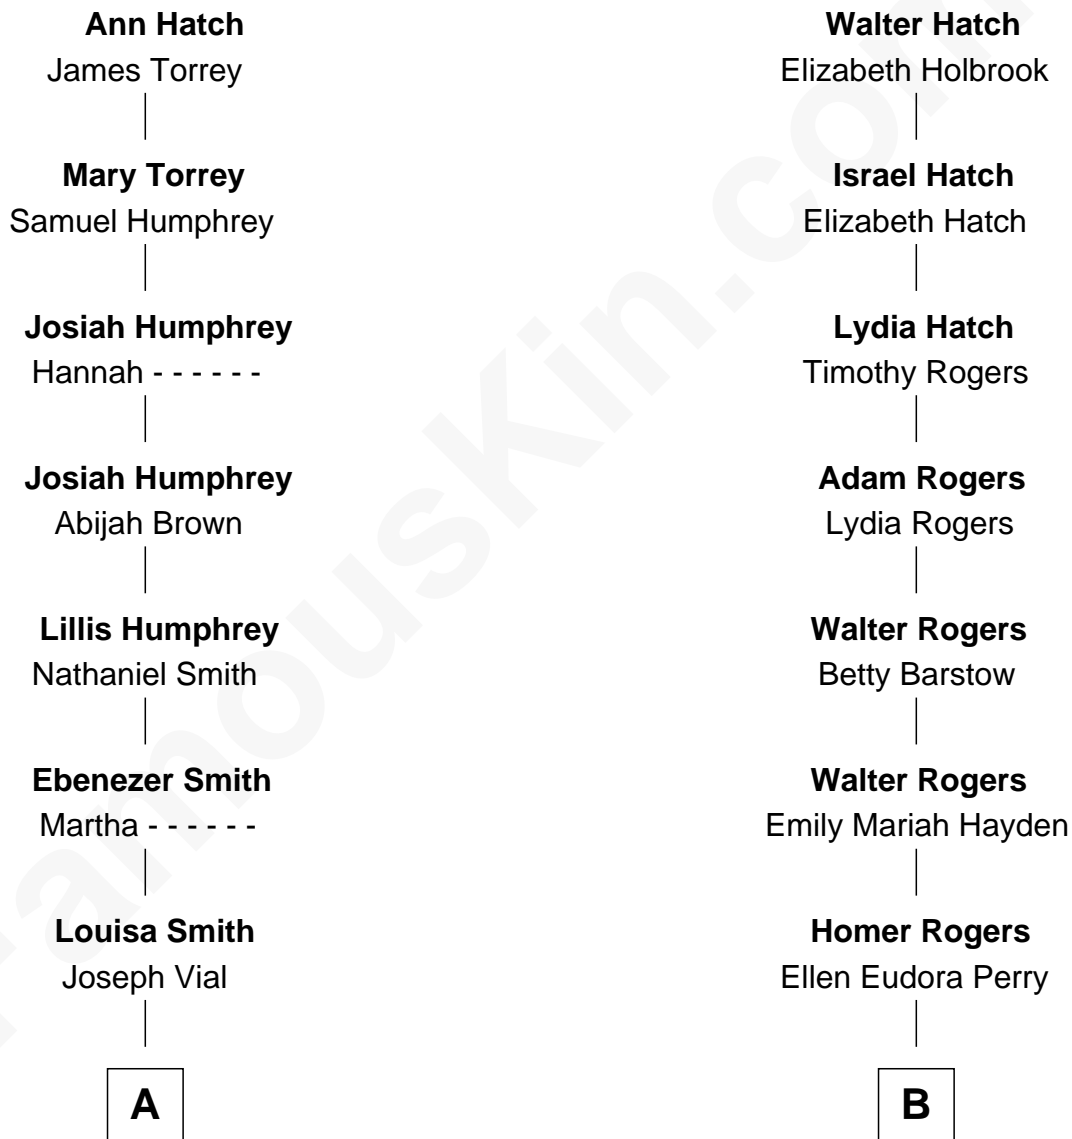 Ann Hatch
James Torrey
Mary Torrey
Samuel Humphrey
Josiah Humphrey
Hannah - - - - - -
Josiah Humphrey
Abijah Brown
Lillis Humphrey
Nathaniel Smith
Ebenezer Smith
Martha - - - - - -
Louisa Smith
Joseph Vial
A
Walter Hatch
Elizabeth Holbrook
Israel Hatch
Elizabeth Hatch
Lydia Hatch
Timothy Rogers
Adam Rogers
Lydia Rogers
Walter Rogers
Betty Barstow
Walter Rogers
Emily Mariah Hayden
Homer Rogers
Ellen Eudora Perry
B
FamousKin.com